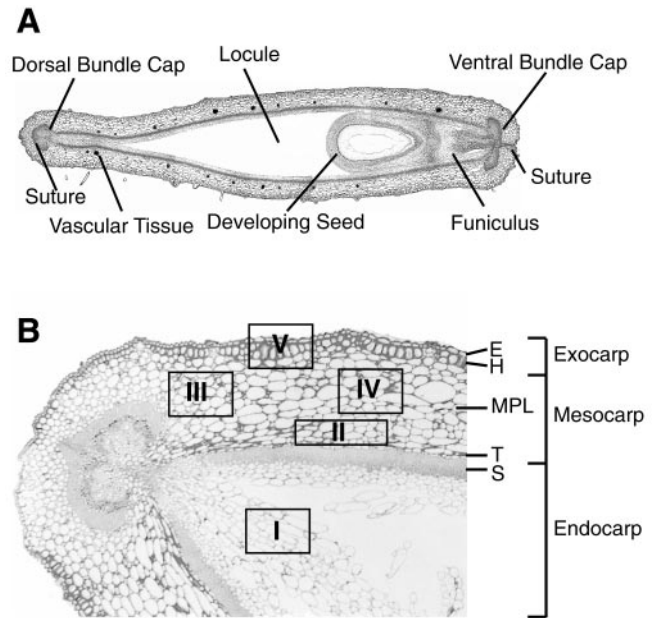 A
Dorsal Bundle Cap
Locule
Ventral Bundle Cap
Suture
Vascular Tissue
Developing Seed
Funiculus
Suture
B
V
E
H
Exocarp
III
IV
MPL
Mesocarp
II
T
S
I
Endocarp